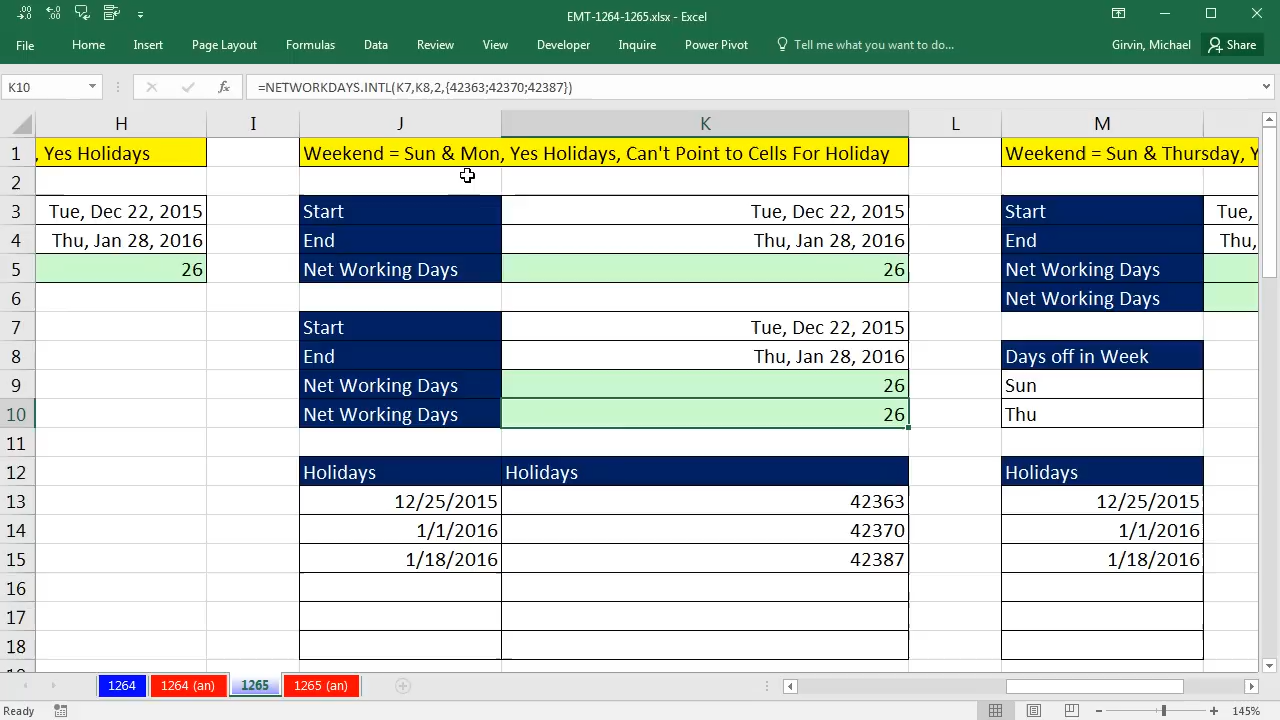 EMT-1264-1265.xlsx - Excel
File Home Insert Page Layout Formulas Data Review View Developer Inquire Power Pivot Tell me what you want to do... Girvin, Michael Share
K10 fx =NETWORKDAYS.INTL(K7,K8,2,{42363;42370;42387})
H I J K L M
1 , Yes Holidays Weekend = Sun & Mon, Yes Holidays, Can't Point to Cells For Holiday Weekend = Sun & Thursday, Y
2
3 Tue, Dec 22, 2015 Start Tue, Dec 22, 2015 Start Tue,
4 Thu, Jan 28, 2016 End Thu, Jan 28, 2016 End Thu,
5 26 Net Working Days 26 Net Working Days
6 Net Working Days
7 Start Tue, Dec 22, 2015
8 End Thu, Jan 28, 2016 Days off in Week
9 Net Working Days 26 Sun
10 Net Working Days 26 Thu
11
12 Holidays Holidays Holidays
13 12/25/2015 42363 12/25/2015
14 1/1/2016 42370 1/1/2016
15 1/18/2016 42387 1/18/2016
16
17
18
1264 1264 (an) 1265 1265 (an)
Ready 145%